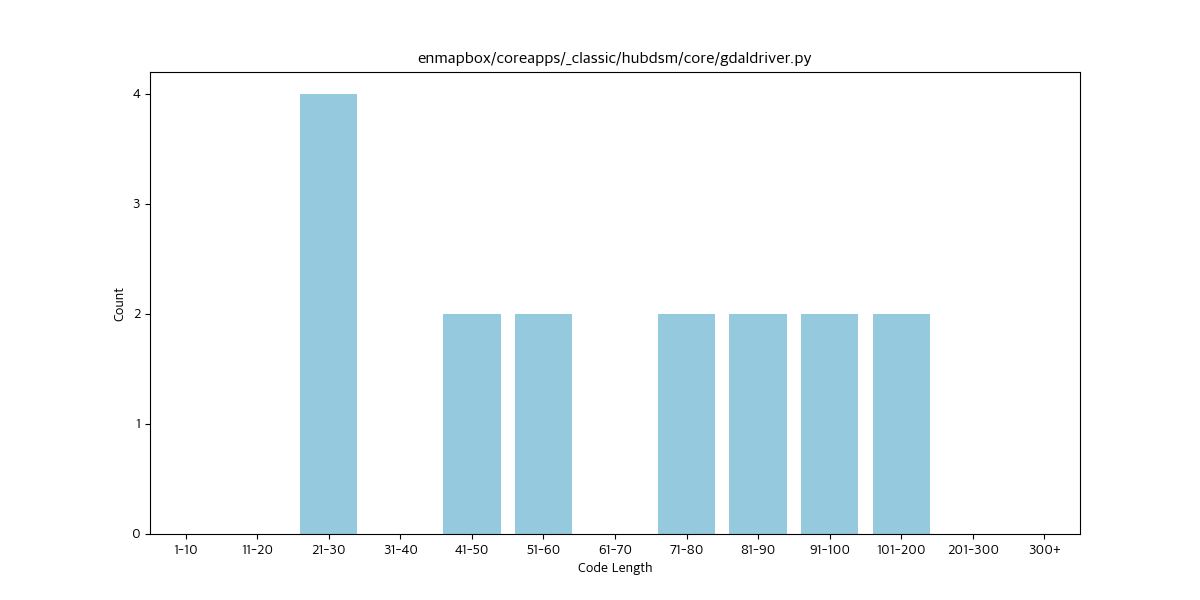 enmapbox/coreapps/_classic/hubdsm/core/gdaldriver.py
4
3
2
1
0
Count
1-10 11-20 21-30 31-40 41-50 51-60 61-70 71-80 81-90 91-100 101-200 201-300 300+
Code Length